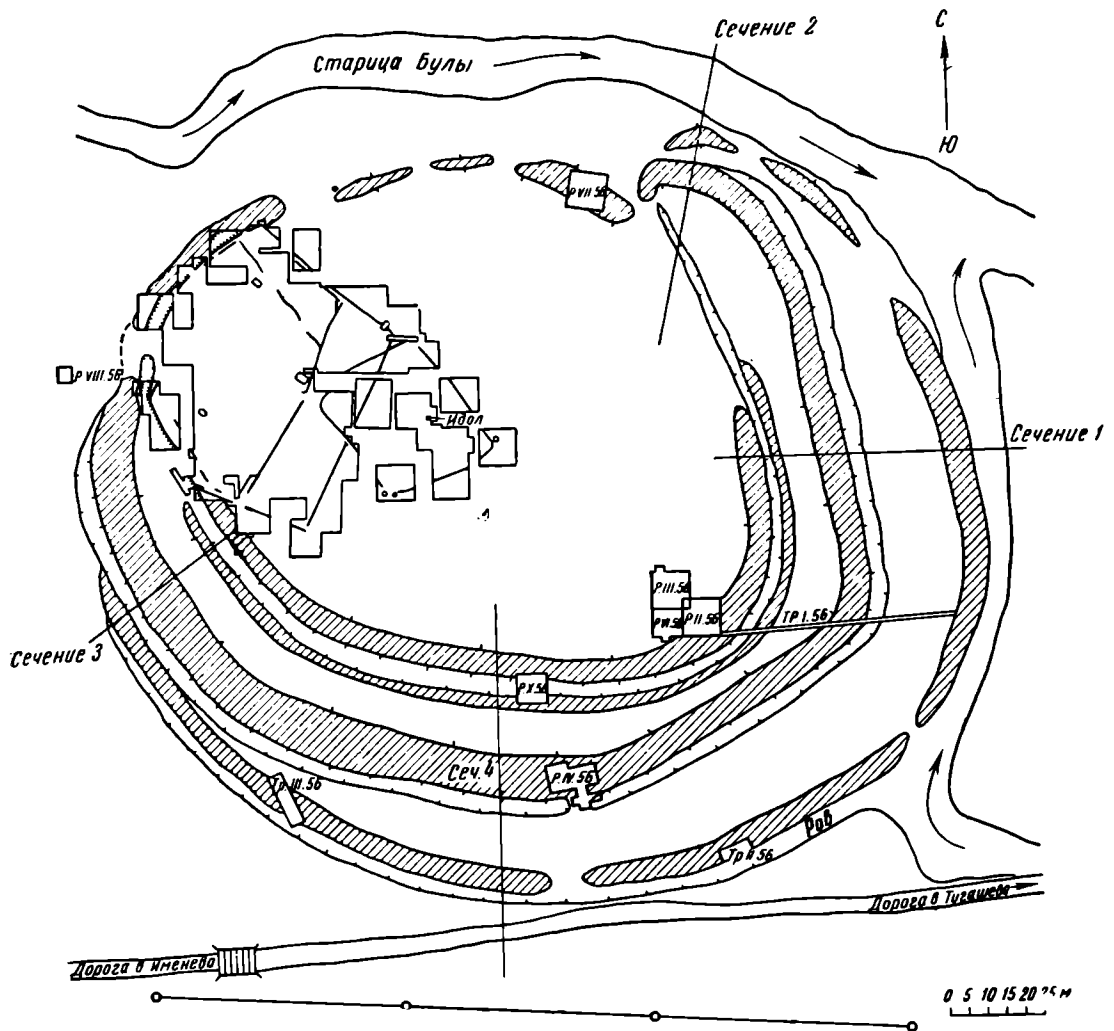 Сечение 2
С
Старица Булы
Ю
Р VII.56
Р VIII.56
Идол
Сечение 1
Р.III.56
Р.II.56
ТР I.56
Сечение 3
Р.X.56
Сеч.4
Р.IV.56
Тр.III.56
Ров
Тр II 56
Дорога в Тугашева
Дорога в Именева
0 5 10 15 20 25 м